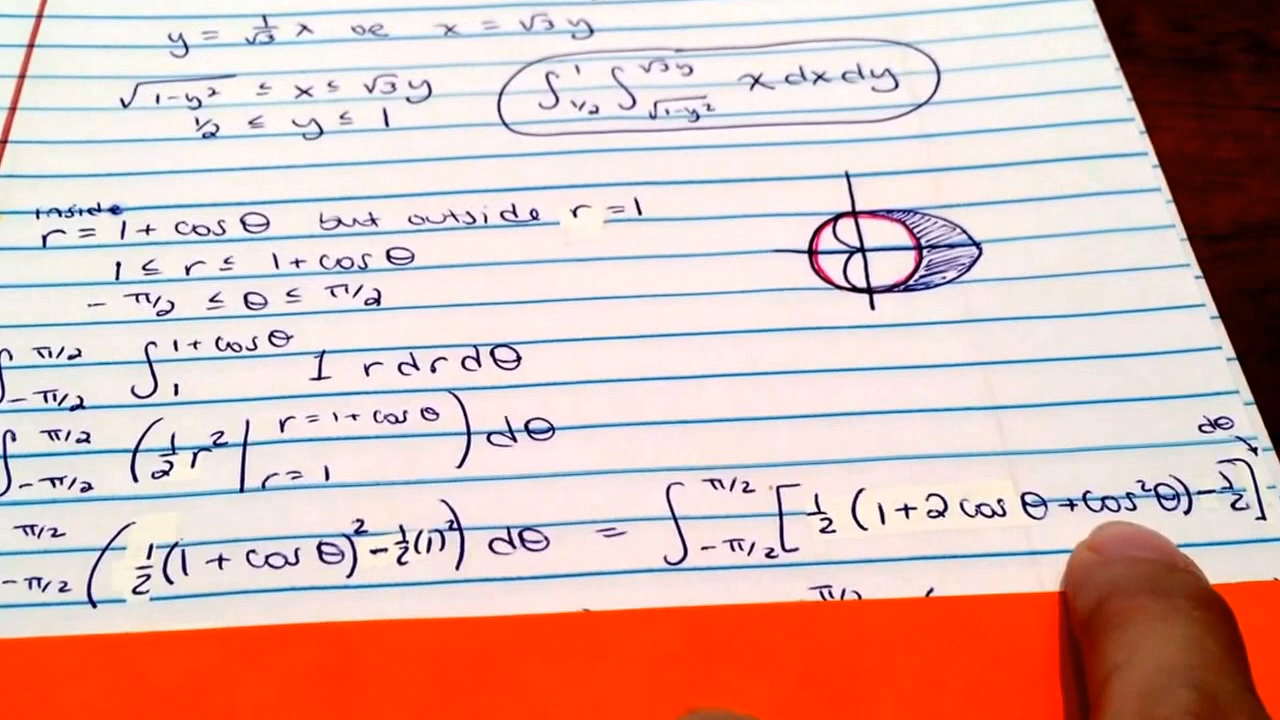 y = 1/√3 x or x = √3 y
√(1-y²) ≤ x ≤ √3y
1/2 ≤ y ≤ 1
∫_{1/2}^{1} ∫_{√(1-y²)}^{√3y} x dx dy
inside
r = 1 + cos θ but outside r = 1
1 ≤ r ≤ 1 + cos θ
- π/2 ≤ θ ≤ π/2
∫_{-π/2}^{π/2} ∫_{1}^{1 + cos θ} 1 r dr dθ
∫_{-π/2}^{π/2} (1/2 r² |_{r = 1}^{r = 1 + cos θ}) dθ
dθ
_{-π/2}^{π/2} (1/2 (1 + cos θ)² - 1/2 (1)²) dθ = ∫_{-π/2}^{π/2} [1/2 (1 + 2 cos θ + cos² θ) - 1/2]
π/2 (